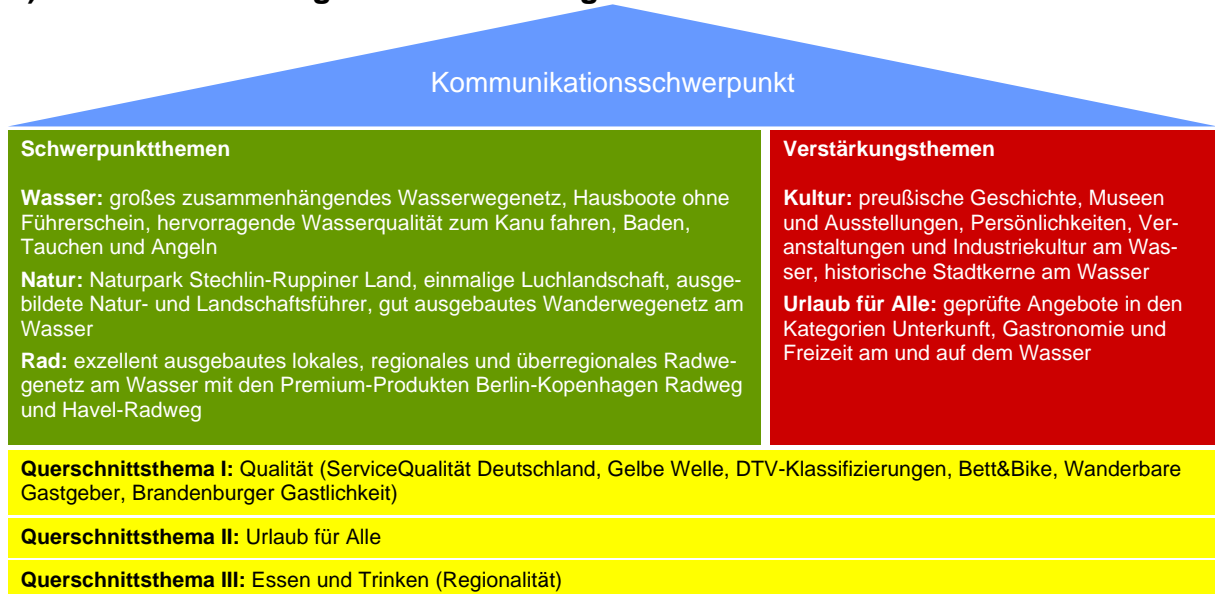 Kommunikationsschwerpunkt
Schwerpunktthemen
Wasser: großes zusammenhängendes Wasserwegenetz, Hausboote ohne
Führerschein, hervorragende Wasserqualität zum Kanu fahren, Baden,
Tauchen und Angeln
Natur: Naturpark Stechlin-Ruppiner Land, einmalige Luchlandschaft, ausge-
bildete Natur- und Landschaftsführer, gut ausgebautes Wanderwegenetz am
Wasser
Rad: exzellent ausgebautes lokales, regionales und überregionales Radwe-
genetz am Wasser mit den Premium-Produkten Berlin-Kopenhagen Radweg
und Havel-Radweg
Verstärkungsthemen
Kultur: preußische Geschichte, Museen
und Ausstellungen, Persönlichkeiten, Ver-
anstaltungen und Industriekultur am Was-
ser, historische Stadtkerne am Wasser
Urlaub für Alle: geprüfte Angebote in den
Kategorien Unterkunft, Gastronomie und
Freizeit am und auf dem Wasser
Querschnittsthema I: Qualität (ServiceQualität Deutschland, Gelbe Welle, DTV-Klassifizierungen, Bett&Bike, Wanderbare
Gastgeber, Brandenburger Gastlichkeit)
Querschnittsthema II: Urlaub für Alle
Querschnittsthema III: Essen und Trinken (Regionalität)